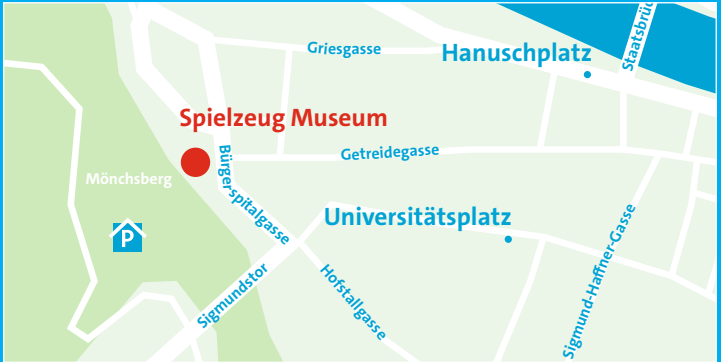 Griesgasse
Hanuschplatz
Spielzeug Museum
Getreidegasse
Mönchsberg
Bürgerspitalgasse
Universitätsplatz
P
Sigmundstor
Hofstallgasse
Sigmund-Haffner-Gasse